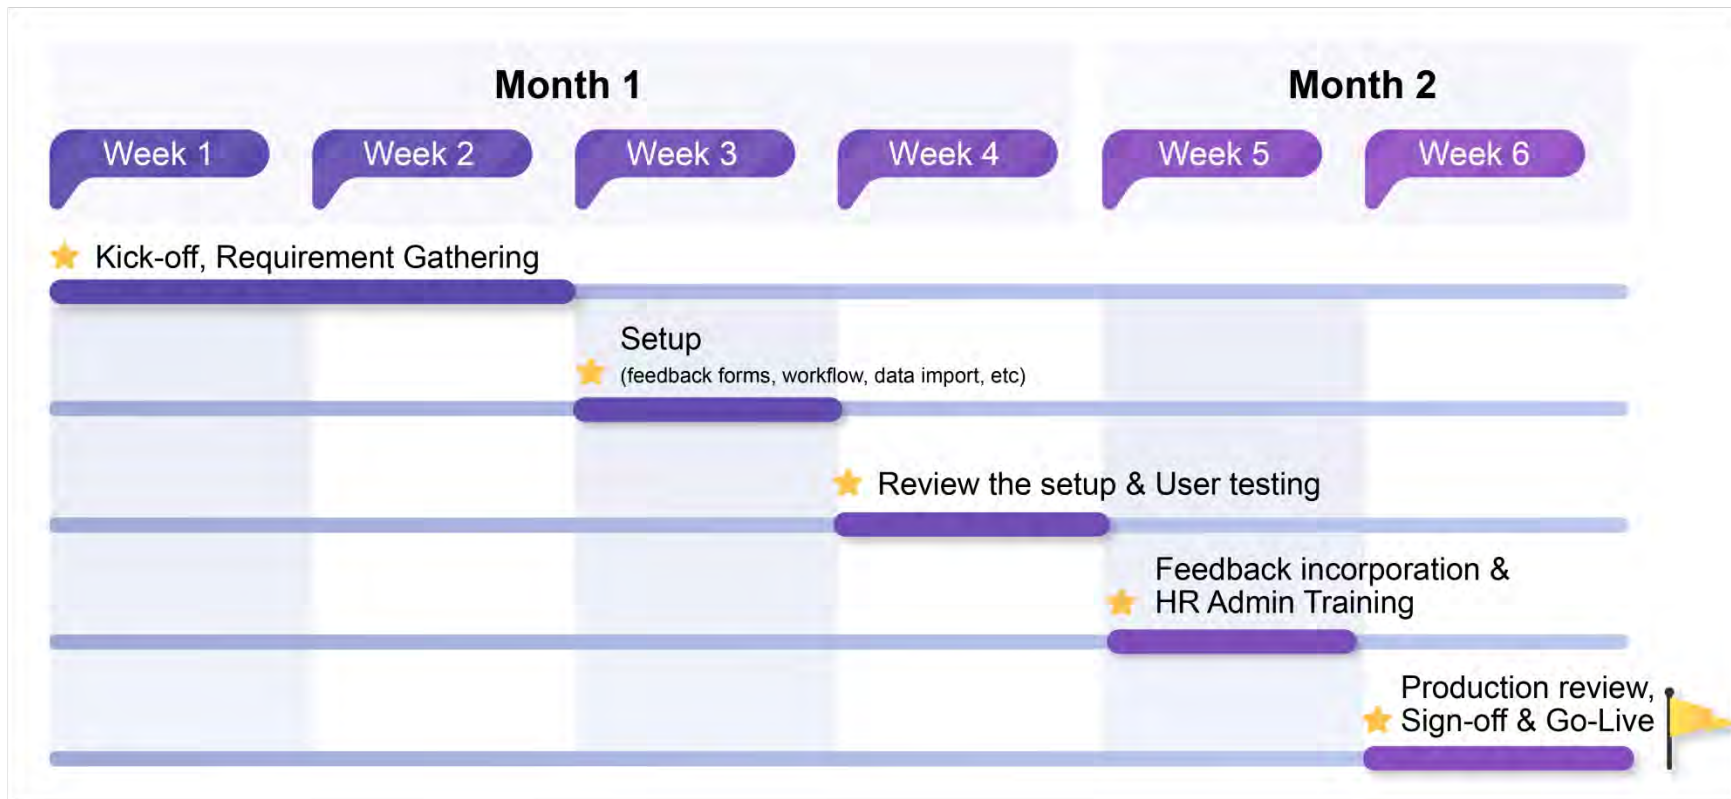 Month 1
Month 2
Week 1
Week 2
Week 3
Week 4
Week 5
Week 6
Kick-off, Requirement Gathering
Setup
(feedback forms, workflow, data import, etc)
Review the setup & User testing
Feedback incorporation &
HR Admin Training
Production review,
Sign-off & Go-Live